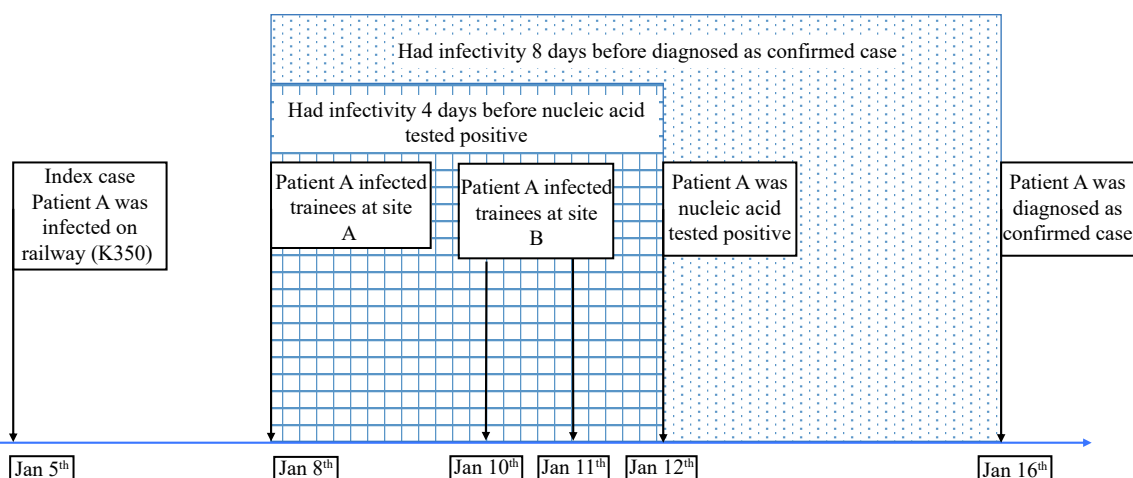 Had infectivity 8 days before diagnosed as confirmed case
Had infectivity 4 days before nucleic acid
tested positive
Index case
Patient A was
infected on
railway (K350)
Patient A infected
trainees at site
A
Patient A infected
trainees at site
B
Patient A was
nucleic acid
tested positive
Patient A was
diagnosed as
confirmed case
Jan 5th
Jan 8th
Jan 10th
Jan 11th
Jan 12th
Jan 16th